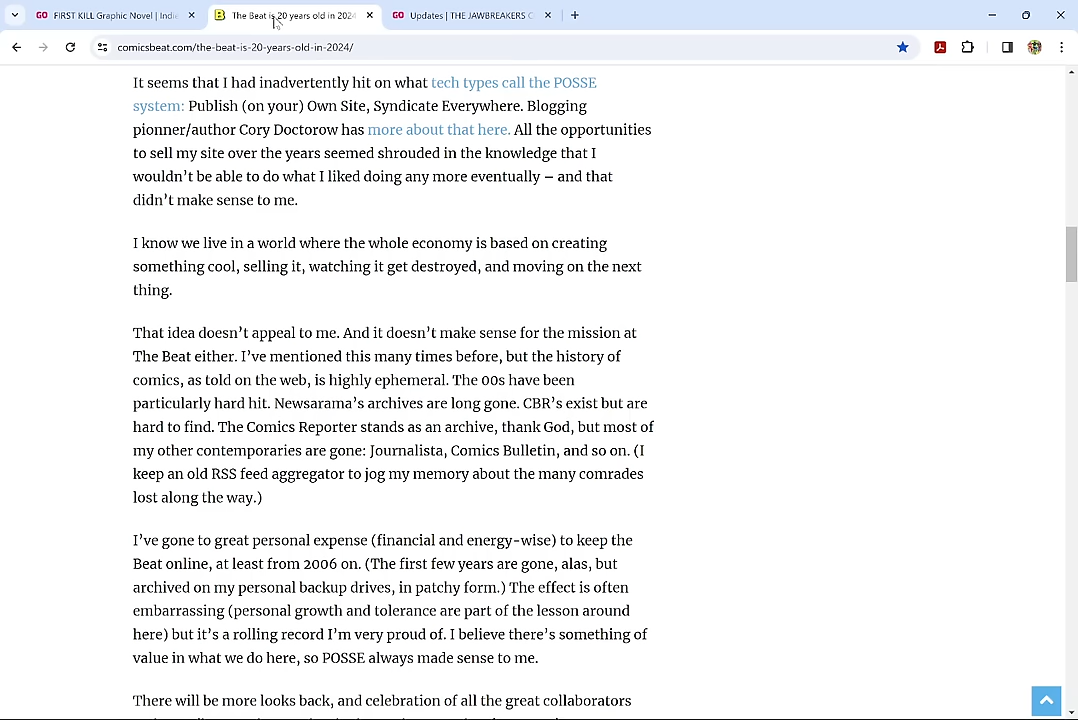 FIRST KILL Graphic Novel | Indie
The Beat is 20 years old in 2024
Updates | THE JAWBREAKERS
comicsbeat.com/the-beat-is-20-years-old-in-2024/
It seems that I had inadvertently hit on what tech types call the POSSE
system: Publish (on your) Own Site, Syndicate Everywhere. Blogging
pionner/author Cory Doctorow has more about that here. All the opportunities
to sell my site over the years seemed shrouded in the knowledge that I
wouldn’t be able to do what I liked doing any more eventually – and that
didn’t make sense to me.
I know we live in a world where the whole economy is based on creating
something cool, selling it, watching it get destroyed, and moving on the next
thing.
That idea doesn’t appeal to me. And it doesn’t make sense for the mission at
The Beat either. I’ve mentioned this many times before, but the history of
comics, as told on the web, is highly ephemeral. The 00s have been
particularly hard hit. Newsarama’s archives are long gone. CBR’s exist but are
hard to find. The Comics Reporter stands as an archive, thank God, but most of
my other contemporaries are gone: Journalista, Comics Bulletin, and so on. (I
keep an old RSS feed aggregator to jog my memory about the many comrades
lost along the way.)
I’ve gone to great personal expense (financial and energy-wise) to keep the
Beat online, at least from 2006 on. (The first few years are gone, alas, but
archived on my personal backup drives, in patchy form.) The effect is often
embarrassing (personal growth and tolerance are part of the lesson around
here) but it’s a rolling record I’m very proud of. I believe there’s something of
value in what we do here, so POSSE always made sense to me.
There will be more looks back, and celebration of all the great collaborators